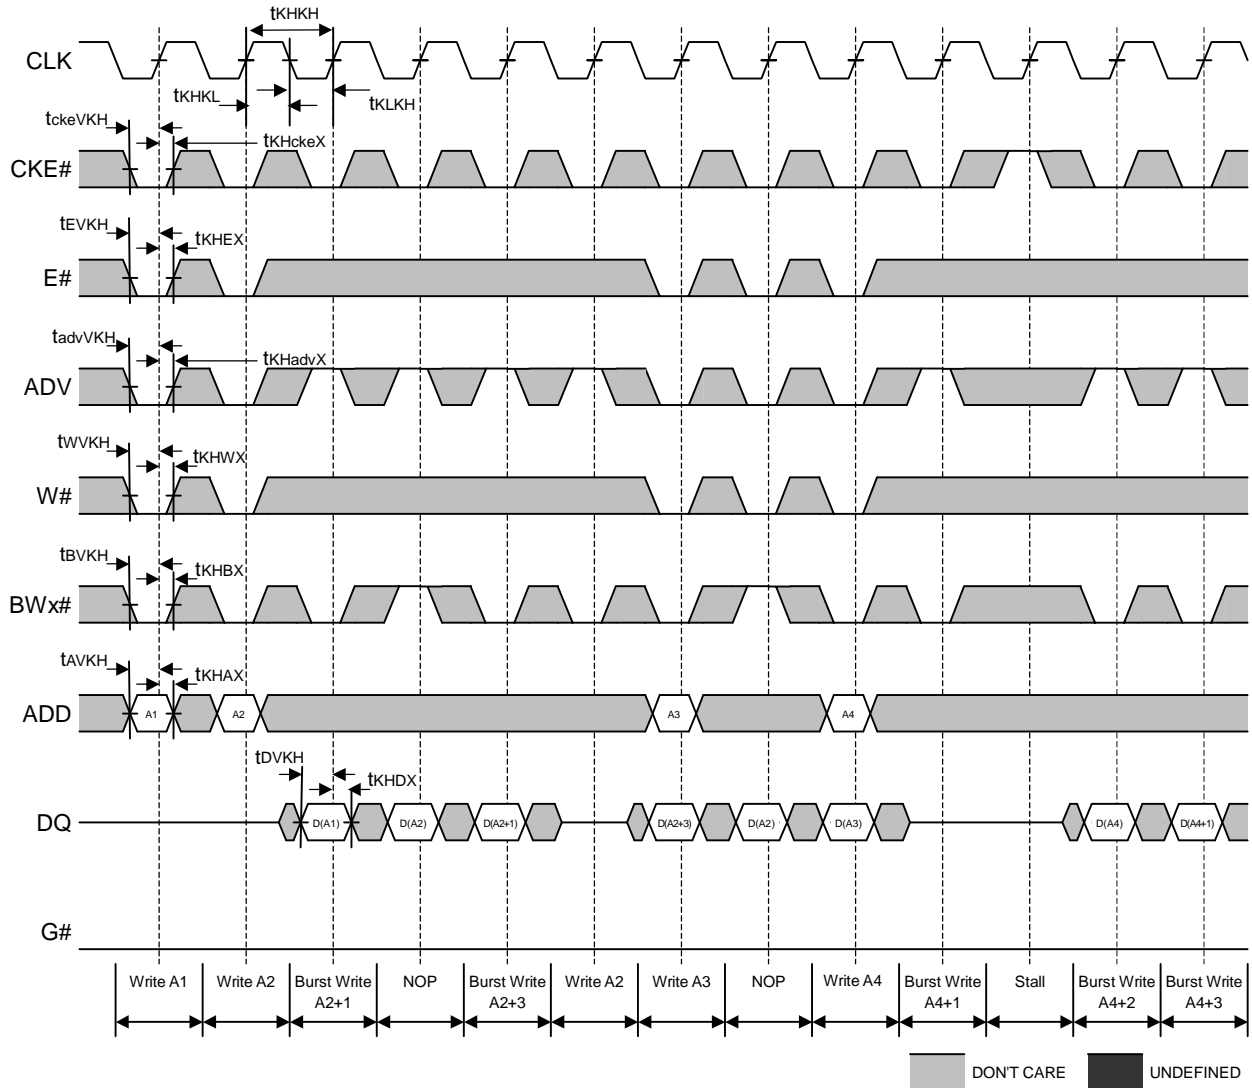 tKHKH
CLK
tKHKL
tKLKH
tckeVKH
tKHckeX
CKE#
tEVKH
tKHEX
E#
tadvVKH
tKHadvX
ADV
tWVKH
tKHWX
W#
tBVKH
tKHBX
BWx#
tAVKH
tKHAX
ADD
A1
A2
A3
A4
tDVKH
tKHDX
DQ
D(A1)
D(A2)
D(A2+1)
D(A2+3)
D(A2)
D(A3)
D(A4)
D(A4+1)
G#
Write A1
Write A2
Burst Write
A2+1
NOP
Burst Write
A2+3
Write A2
Write A3
NOP
Write A4
Burst Write
A4+1
Stall
Burst Write
A4+2
Burst Write
A4+3
DON'T CARE
UNDEFINED